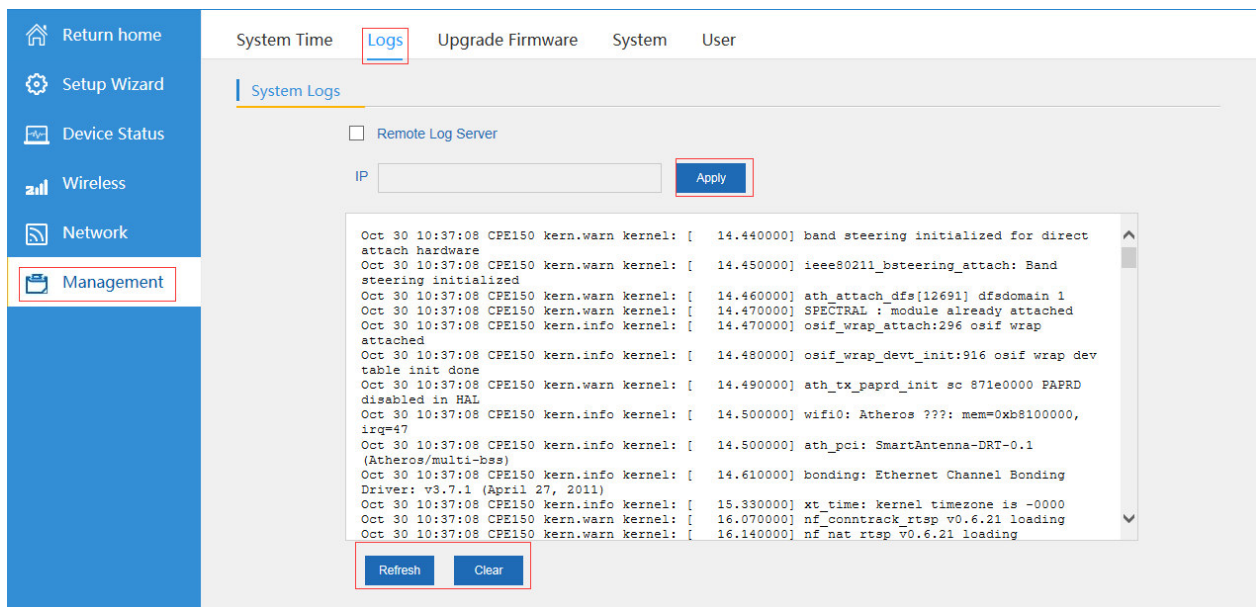 Return home
Setup Wizard
Device Status
Wireless
Network
Management
System Time Logs Upgrade Firmware System User
System Logs
Remote Log Server
IP
Apply
Oct 30 10:37:08 CPE150 kern.warn kernel: [ 14.440000] band steering initialized for direct
attach hardware
Oct 30 10:37:08 CPE150 kern.warn kernel: [ 14.450000] ieee80211_bsteering_attach: Band
steering initialized
Oct 30 10:37:08 CPE150 kern.warn kernel: [ 14.460000] ath_attach_dfs[12691] dfsdomain 1
Oct 30 10:37:08 CPE150 kern.warn kernel: [ 14.470000] SPECTRAL : module already attached
Oct 30 10:37:08 CPE150 kern.info kernel: [ 14.470000] osif_wrap_attach:296 osif wrap
attached
Oct 30 10:37:08 CPE150 kern.info kernel: [ 14.480000] osif_wrap_devt_init:916 osif wrap dev
table init done
Oct 30 10:37:08 CPE150 kern.warn kernel: [ 14.490000] ath_tx_paprd_init sc 871e0000 PAPRD
disabled in HAL
Oct 30 10:37:08 CPE150 kern.info kernel: [ 14.500000] wifi0: Atheros ???: mem=0xb8100000,
irq=47
Oct 30 10:37:08 CPE150 kern.info kernel: [ 14.500000] ath_pci: SmartAntenna-DRT-0.1
(Atheros/multi-bss)
Oct 30 10:37:08 CPE150 kern.info kernel: [ 14.610000] bonding: Ethernet Channel Bonding
Driver: v3.7.1 (April 27, 2011)
Oct 30 10:37:08 CPE150 kern.info kernel: [ 15.330000] xt_time: kernel timezone is -0000
Oct 30 10:37:08 CPE150 kern.warn kernel: [ 16.070000] nf_conntrack_rtsp v0.6.21 loading
Oct 30 10:37:08 CPE150 kern.warn kernel: [ 16.140000] nf_nat_rtsp v0.6.21 loading
Refresh Clear